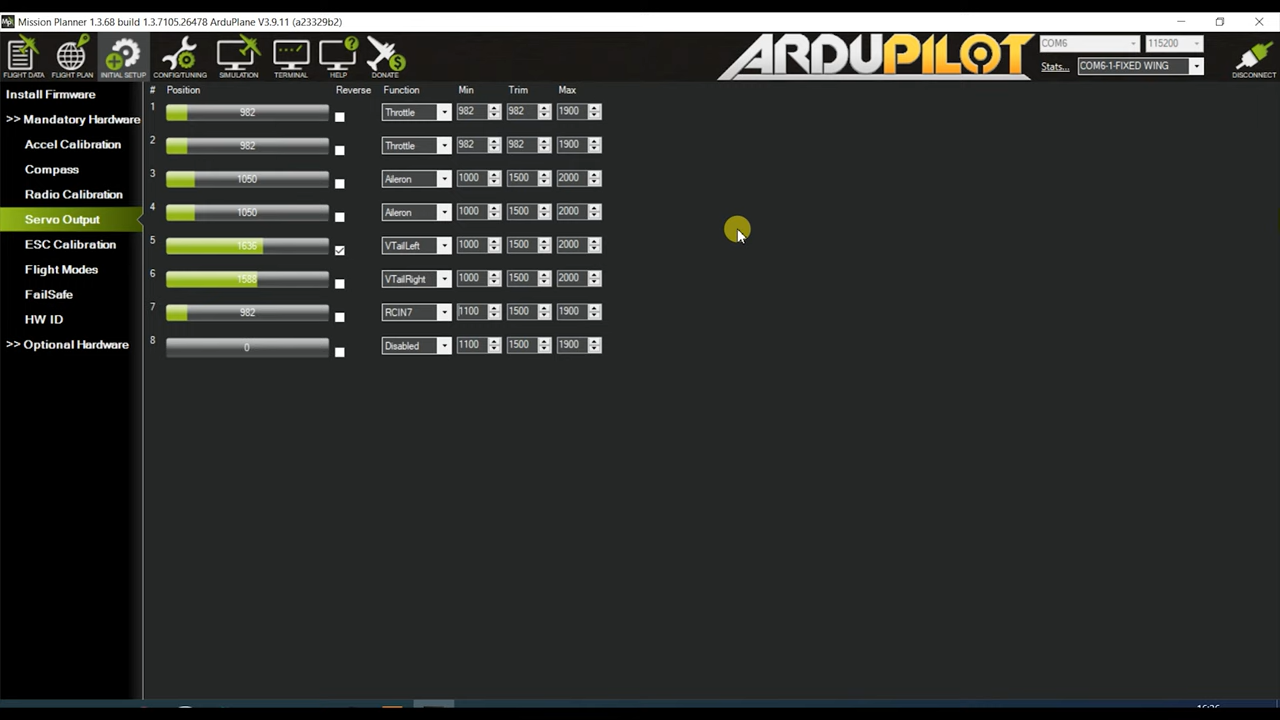 Mission Planner 1.3.68 build 1.3.7105.26478 ArduPlane V3.9.11 (a23329b2)
FLIGHT DATA FLIGHT PLAN INITIAL SETUP CONFIG/TUNING SIMULATION TERMINAL HELP DONATE
ARDUPILOT
COM6 115200
Stats... COM6-1-FIXED WING
DISCONNECT
Install Firmware
>> Mandatory Hardware
Accel Calibration
Compass
Radio Calibration
Servo Output
ESC Calibration
Flight Modes
FailSafe
HW ID
>> Optional Hardware
# Position Reverse Function Min Trim Max
1 982 Throttle 982 982 1900
2 982 Throttle 982 982 1900
3 1050 Aileron 1000 1500 2000
4 1050 Aileron 1000 1500 2000
5 1636 VTailLeft 1000 1500 2000
6 1588 VTailRight 1000 1500 2000
7 982 RCIN7 1100 1500 1900
8 0 Disabled 1100 1500 1900